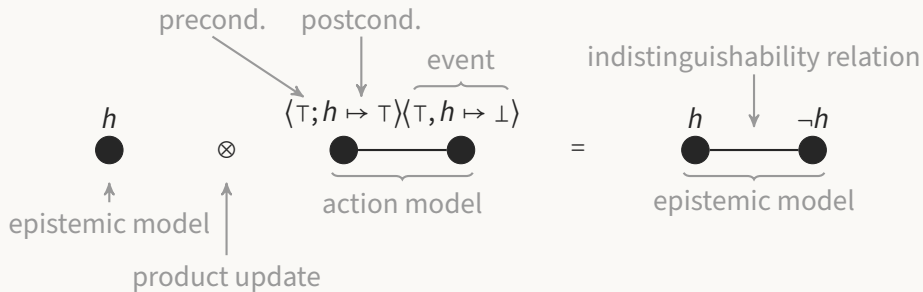 precond. postcond.
event
indistinguishability relation
h
⟨⊤; h ↦ ⊤⟩⟨⊤, h ↦ ⊥⟩
h ¬h
⊗ =
epistemic model
action model
epistemic model
product update